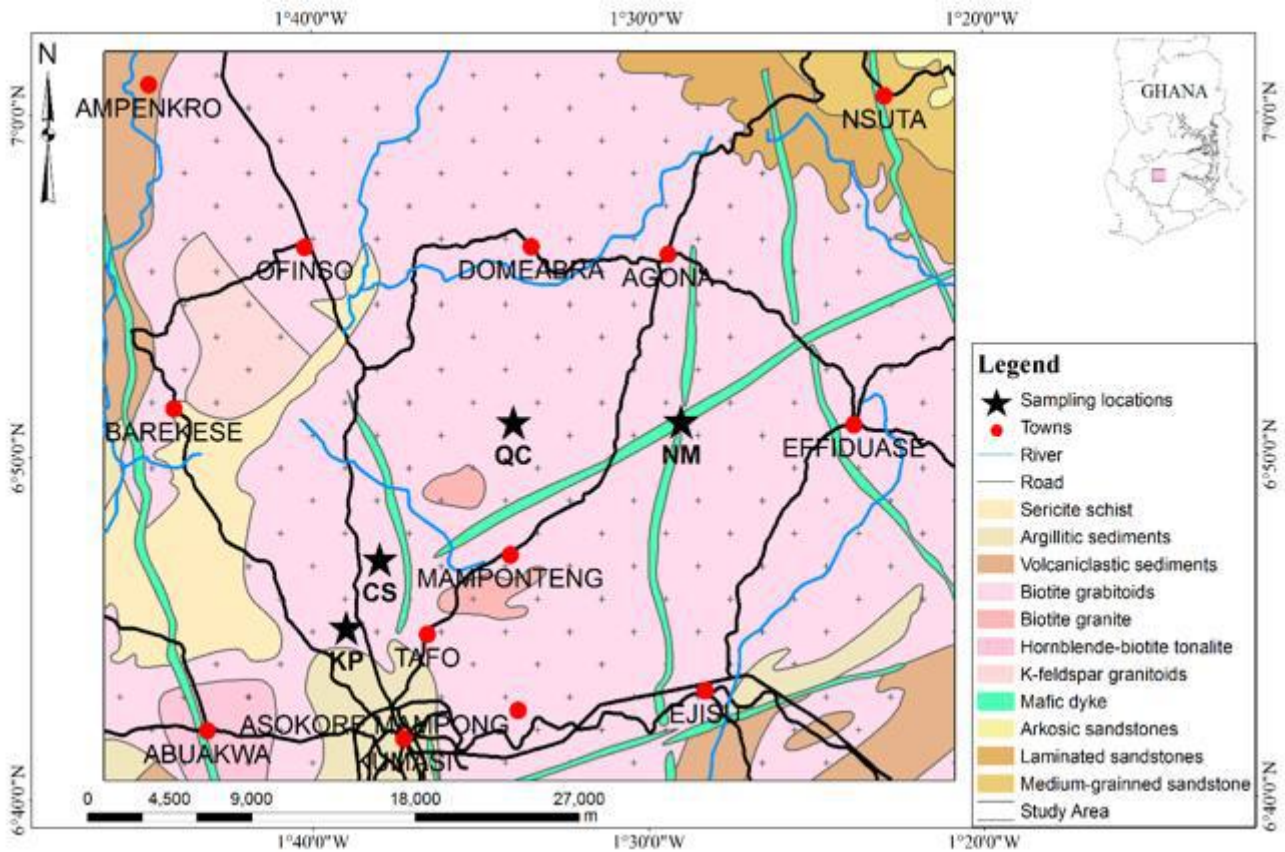 1°40'0"W 1°30'0"W 1°20'0"W
N
AMPENKRO
NSUTA
GHANA
7°0'0"N
7°0'0"N
OFINSO
DOMEABRA
AGONA
BAREKESE
QC
NM
EFFIDUASE
6°50'0"N
6°50'0"N
MAMPONTENG
CS
KP
TAFO
ASOKORE MAMPONG
EJISU
ABUAKWA
KUMASI
6°40'0"N
6°40'0"N
Legend
Sampling locations
Towns
River
Road
Sericite schist
Argillitic sediments
Volcaniclastic sediments
Biotite grabitoids
Biotite granite
Hornblende-biotite tonalite
K-feldspar granitoids
Mafic dyke
Arkosic sandstones
Laminated sandstones
Medium-grainned sandstone
Study Area
0 4,500 9,000 18,000 27,000
m
1°40'0"W 1°30'0"W 1°20'0"W